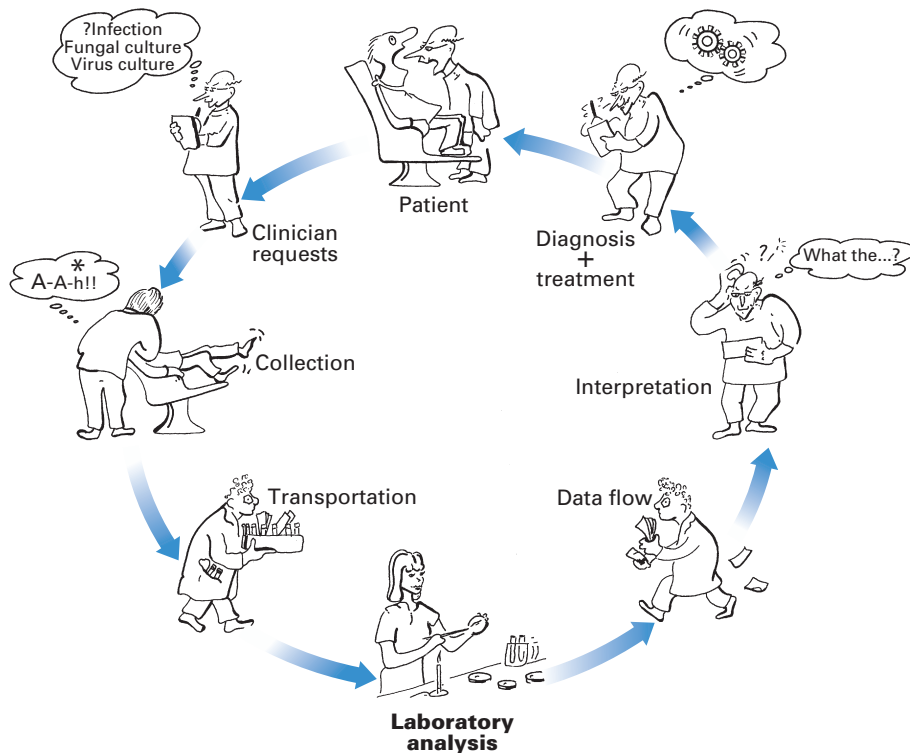 ?Infection
Fungal culture
Virus culture
Patient
Clinician
requests
Diagnosis
+
treatment
?
What the...?
*
A-A-h!!
Collection
Interpretation
Transportation
Data flow
Laboratory
analysis